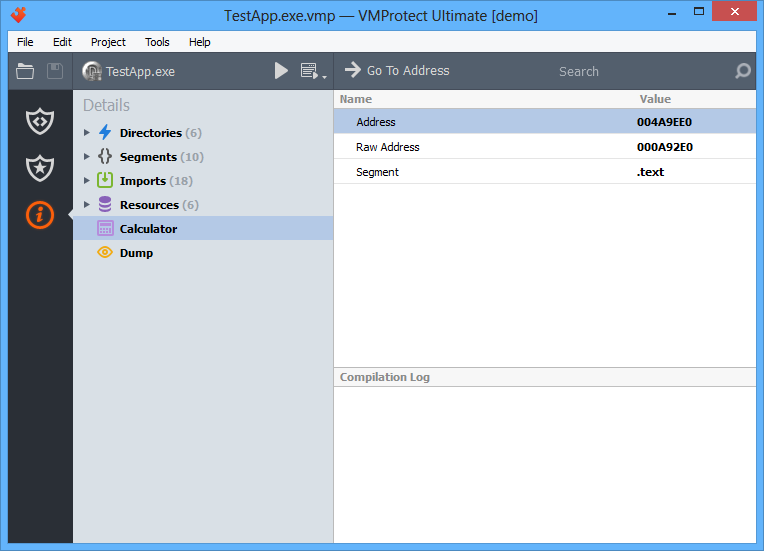 TestApp.exe.vmp — VMProtect Ultimate [demo]
File Edit Project Tools Help
TestApp.exe Go To Address Search
Details
Directories (6)
Segments (10)
Imports (18)
Resources (6)
Calculator
Dump
Name Value
Address 004A9EE0
Raw Address 000A92E0
Segment .text
Compilation Log